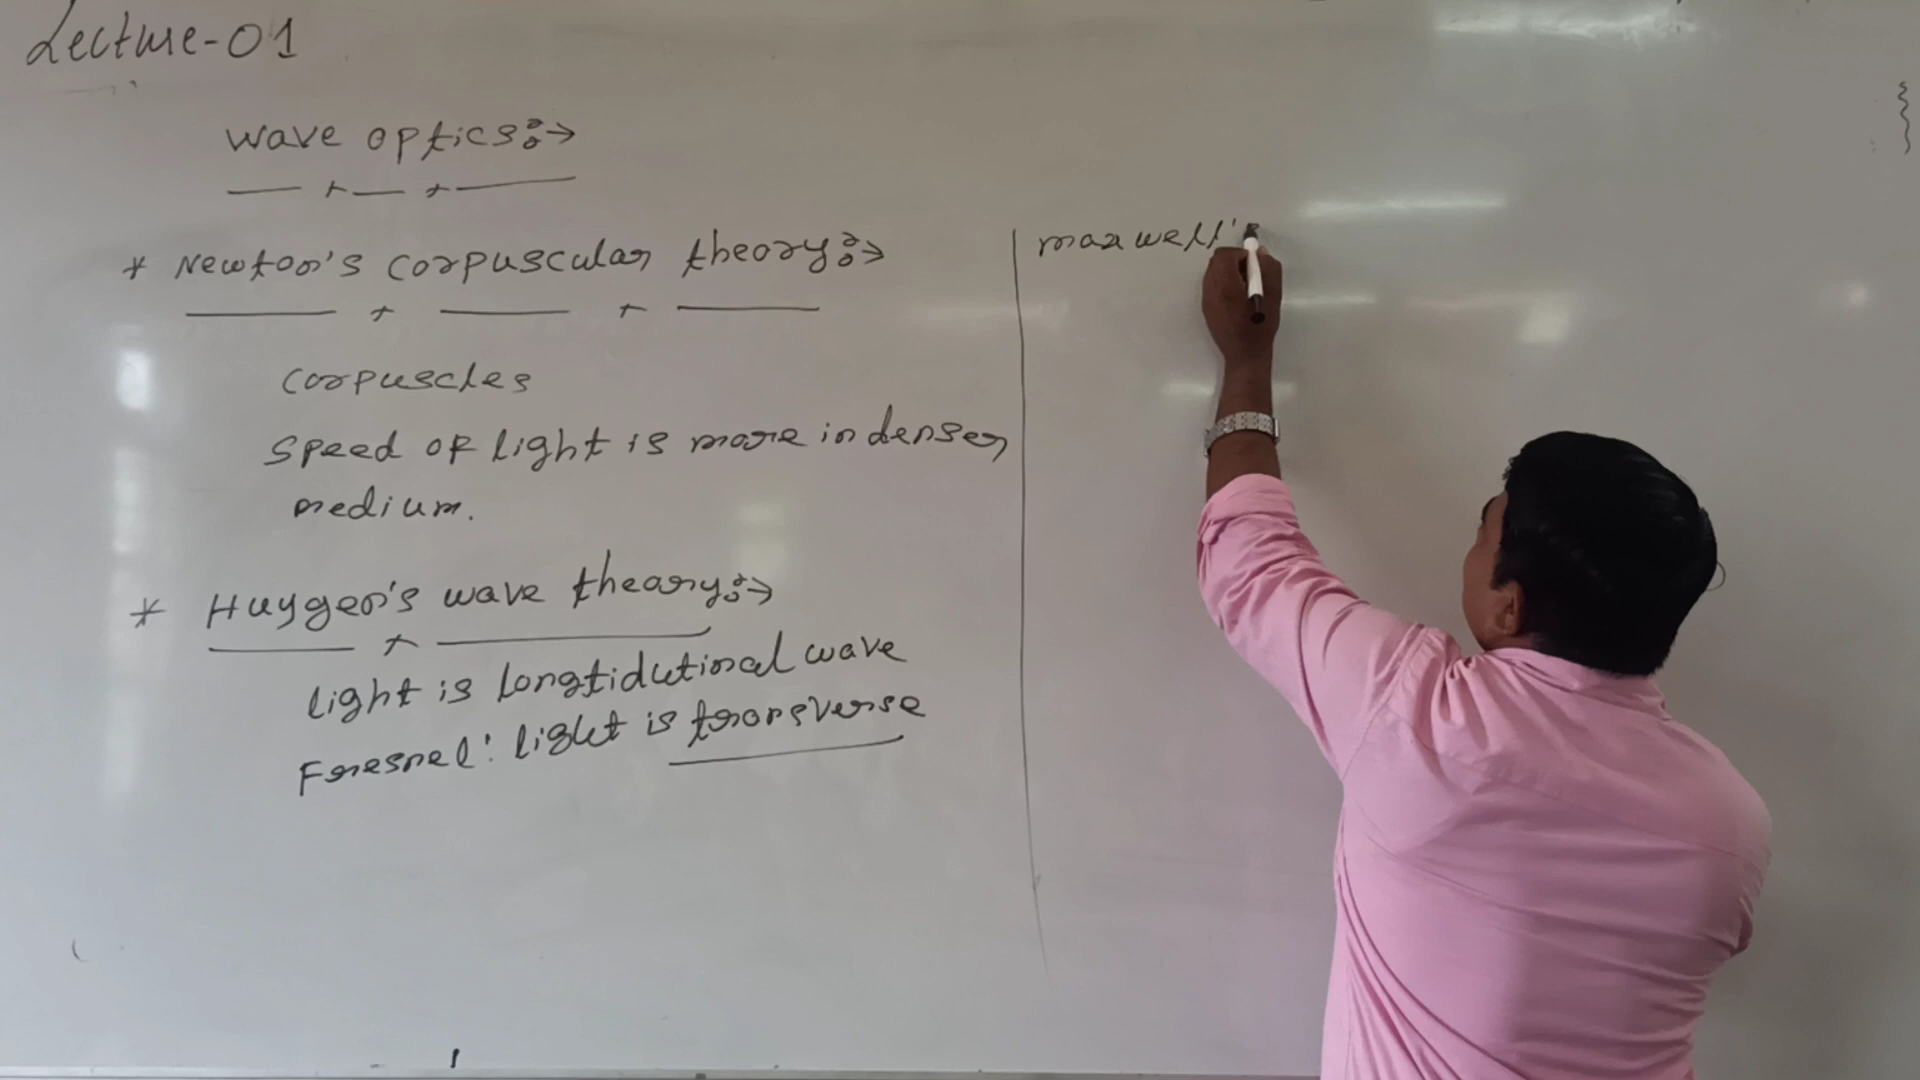 Lecture-01
wave optics:→
* Newton's corpuscular theory:→
corpuscles
speed of light is more in denser
medium.
* Huygen's wave theory:→
light is longtidutional wave
Fresnel: light is transverse
maxwell's